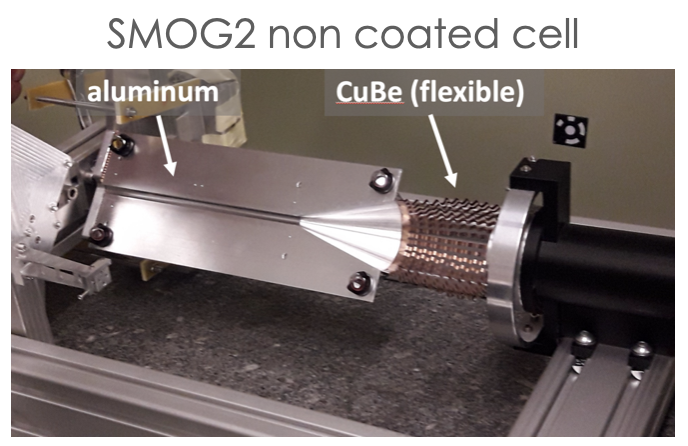 SMOG2 non coated cell
aluminum
CuBe (flexible)